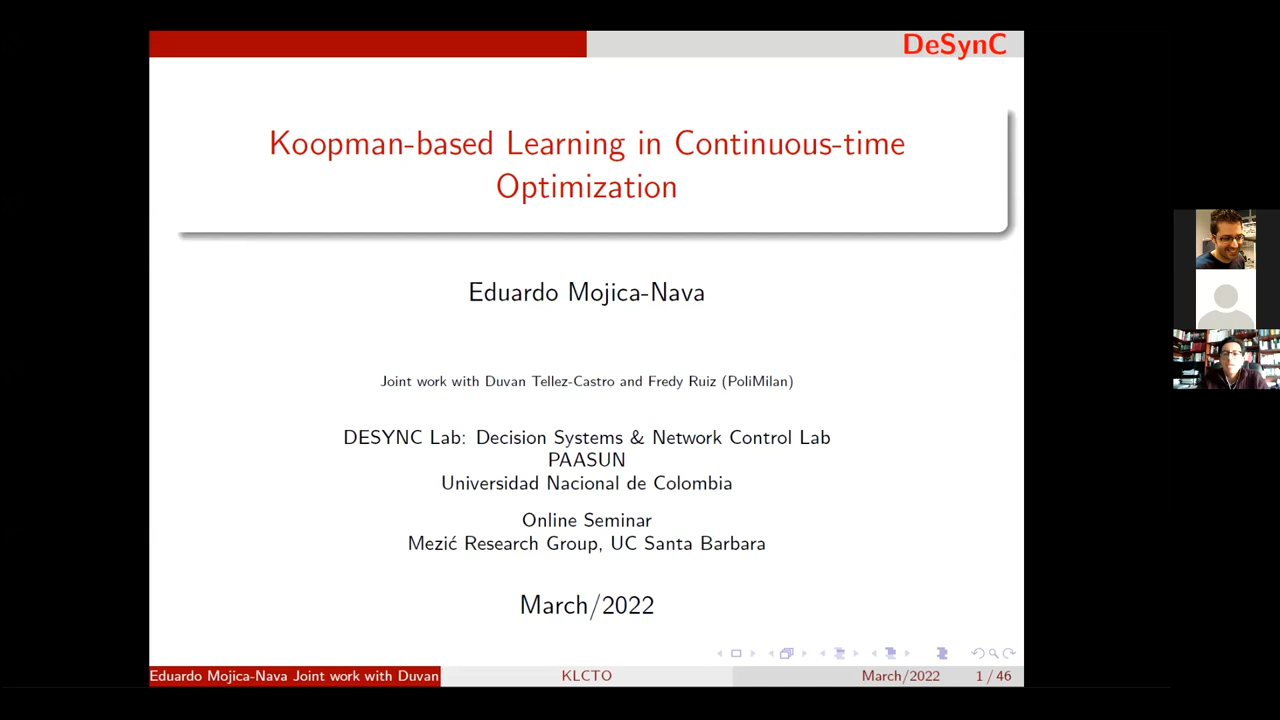 DeSynC
Koopman-based Learning in Continuous-time
Optimization
Eduardo Mojica-Nava
Joint work with Duvan Tellez-Castro and Fredy Ruiz (PoliMilan)
DESYNC Lab: Decision Systems & Network Control Lab
PAASUN
Universidad Nacional de Colombia
Online Seminar
Mezić Research Group, UC Santa Barbara
March/2022
Eduardo Mojica-Nava Joint work with Duvan KLCTO March/2022 1 / 46